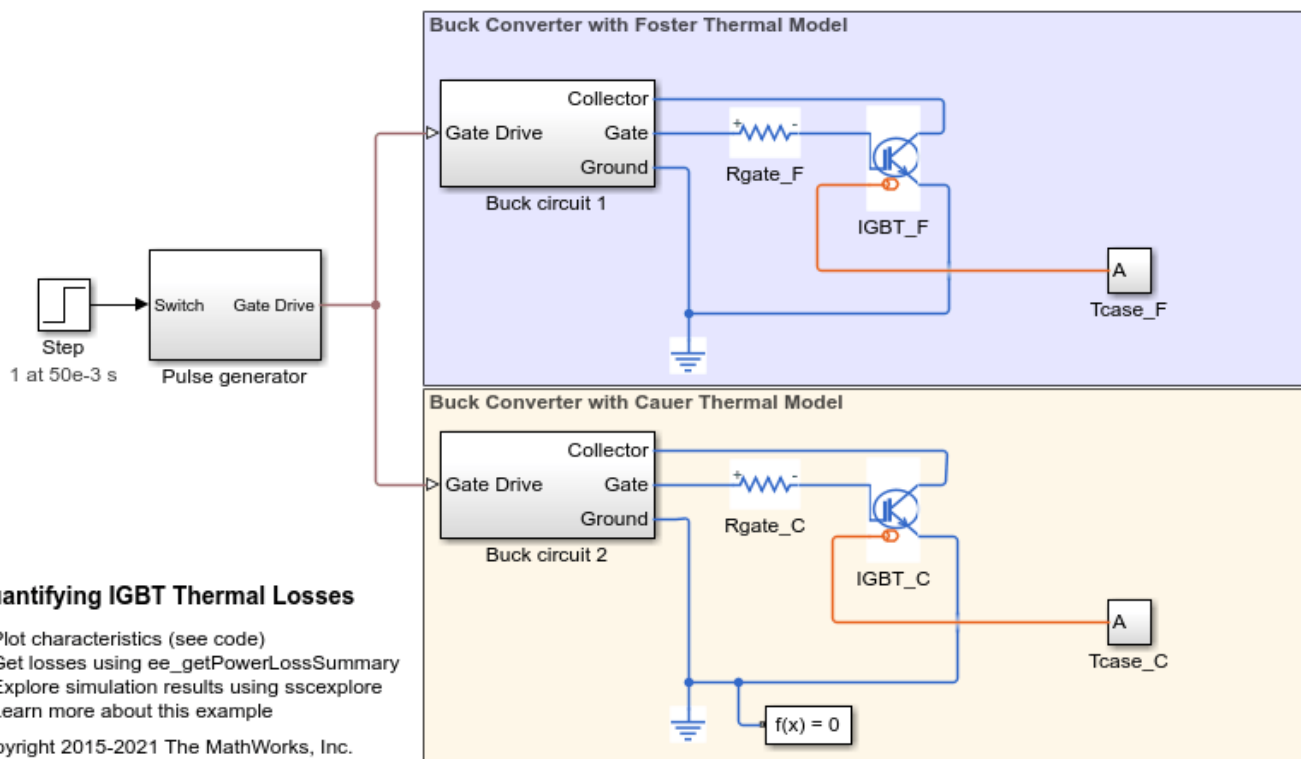 Buck Converter with Foster Thermal Model
Collector
Gate Drive
Gate
Ground
Buck circuit 1
+
-
Rgate_F
IGBT_F
A
Tcase_F
Step
1 at 50e-3 s
Switch
Gate Drive
Pulse generator
Buck Converter with Cauer Thermal Model
Collector
Gate Drive
Gate
Ground
Buck circuit 2
+
-
Rgate_C
IGBT_C
A
Tcase_C
f(x) = 0
uantifying IGBT Thermal Losses
Plot characteristics (see code)
Get losses using ee_getPowerLossSummary
Explore simulation results using sscexplore
Learn more about this example
pyright 2015-2021 The MathWorks, Inc.